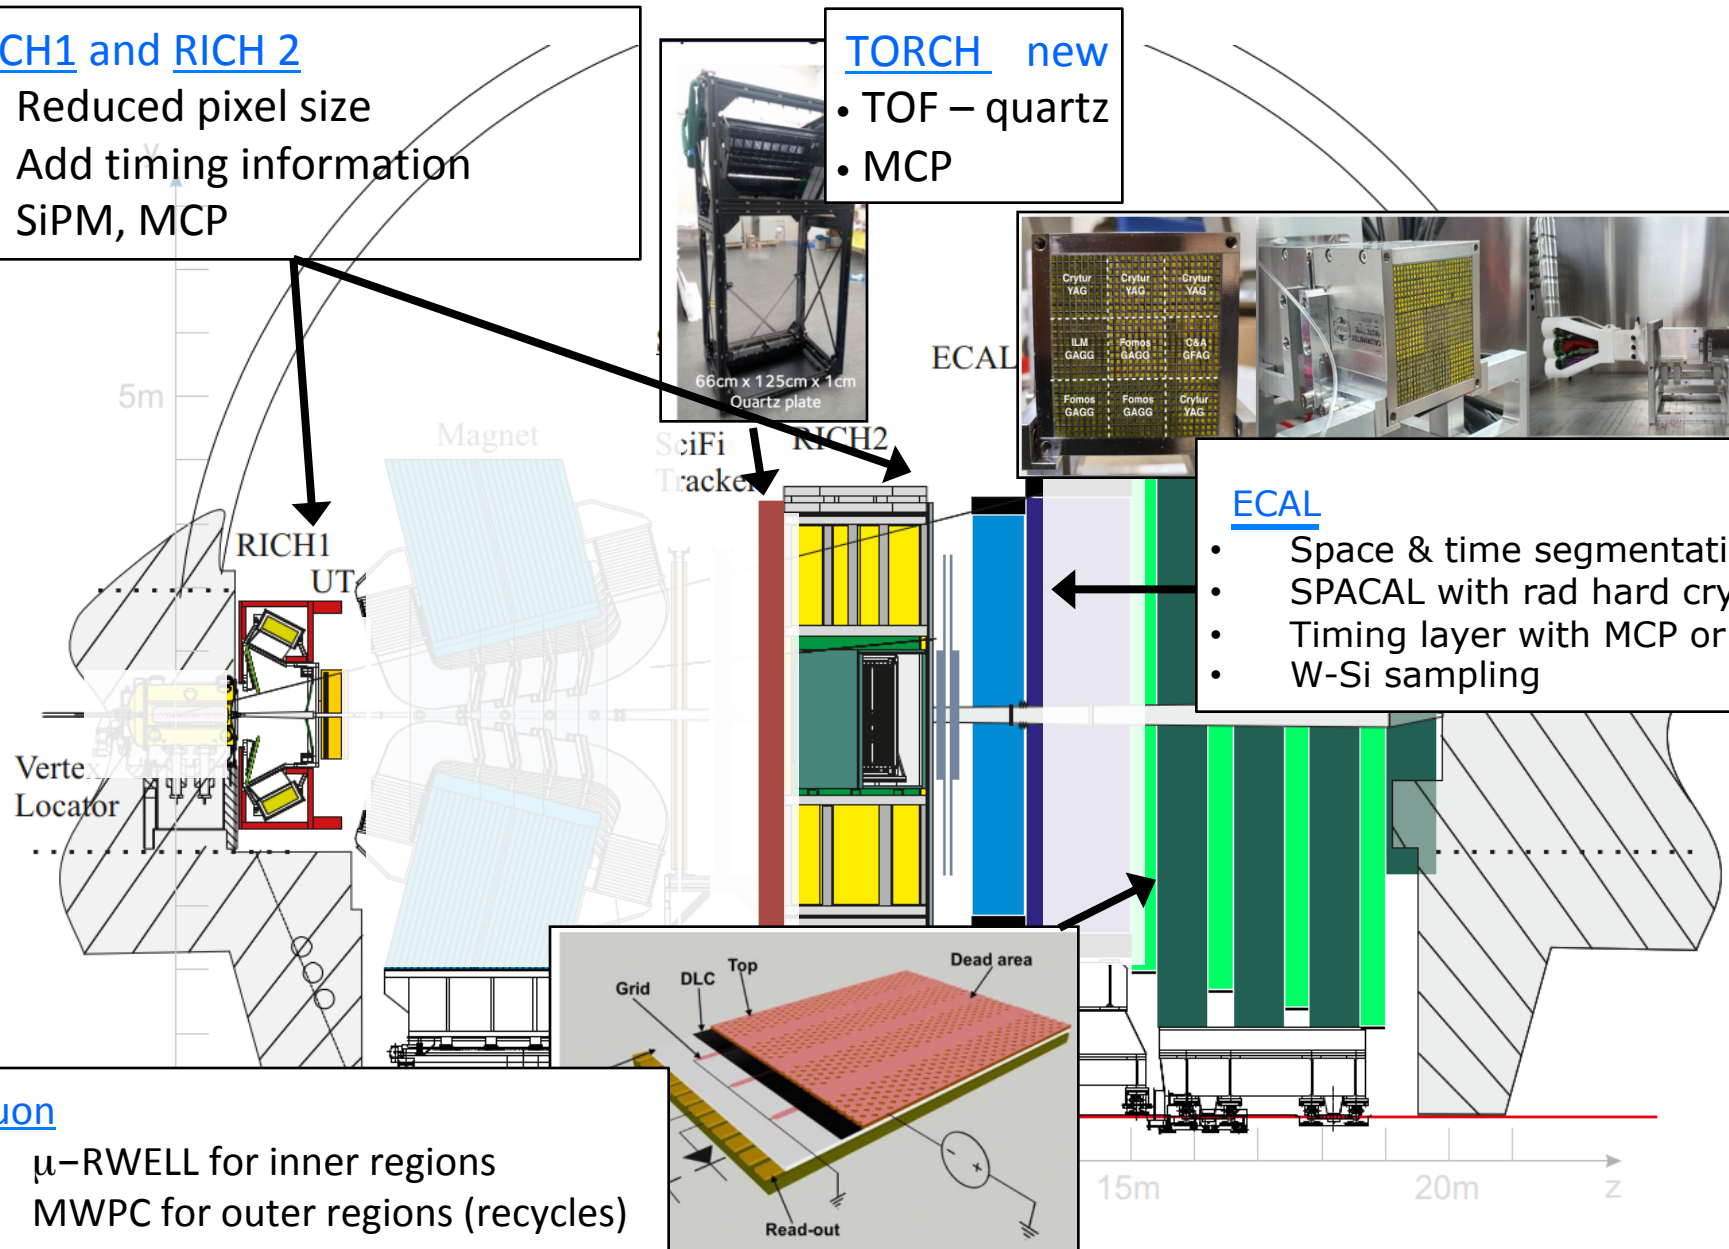 CH1 and RICH 2
Reduced pixel size
Add timing information
SiPM, MCP
TORCH new
• TOF – quartz
• MCP
66cm x 125cm x 1cm
Quartz plate
Crytur YAG
Crytur YAG
Crytur YAG
ILM GAGG
Fomos GAGG
C&A GFAG
Fomos GAGG
Fomos GAGG
Crytur YAG
ECAL
5m
Magnet
SciFi
Tracker
RICH2
RICH1
UT
Vertex
Locator
ECAL
• Space & time segmentati
• SPACAL with rad hard cry
• Timing layer with MCP or
• W-Si sampling
Grid
DLC
Top
Dead area
Read-out
uon
μ–RWELL for inner regions
MWPC for outer regions (recycles)
15m
20m
z
y